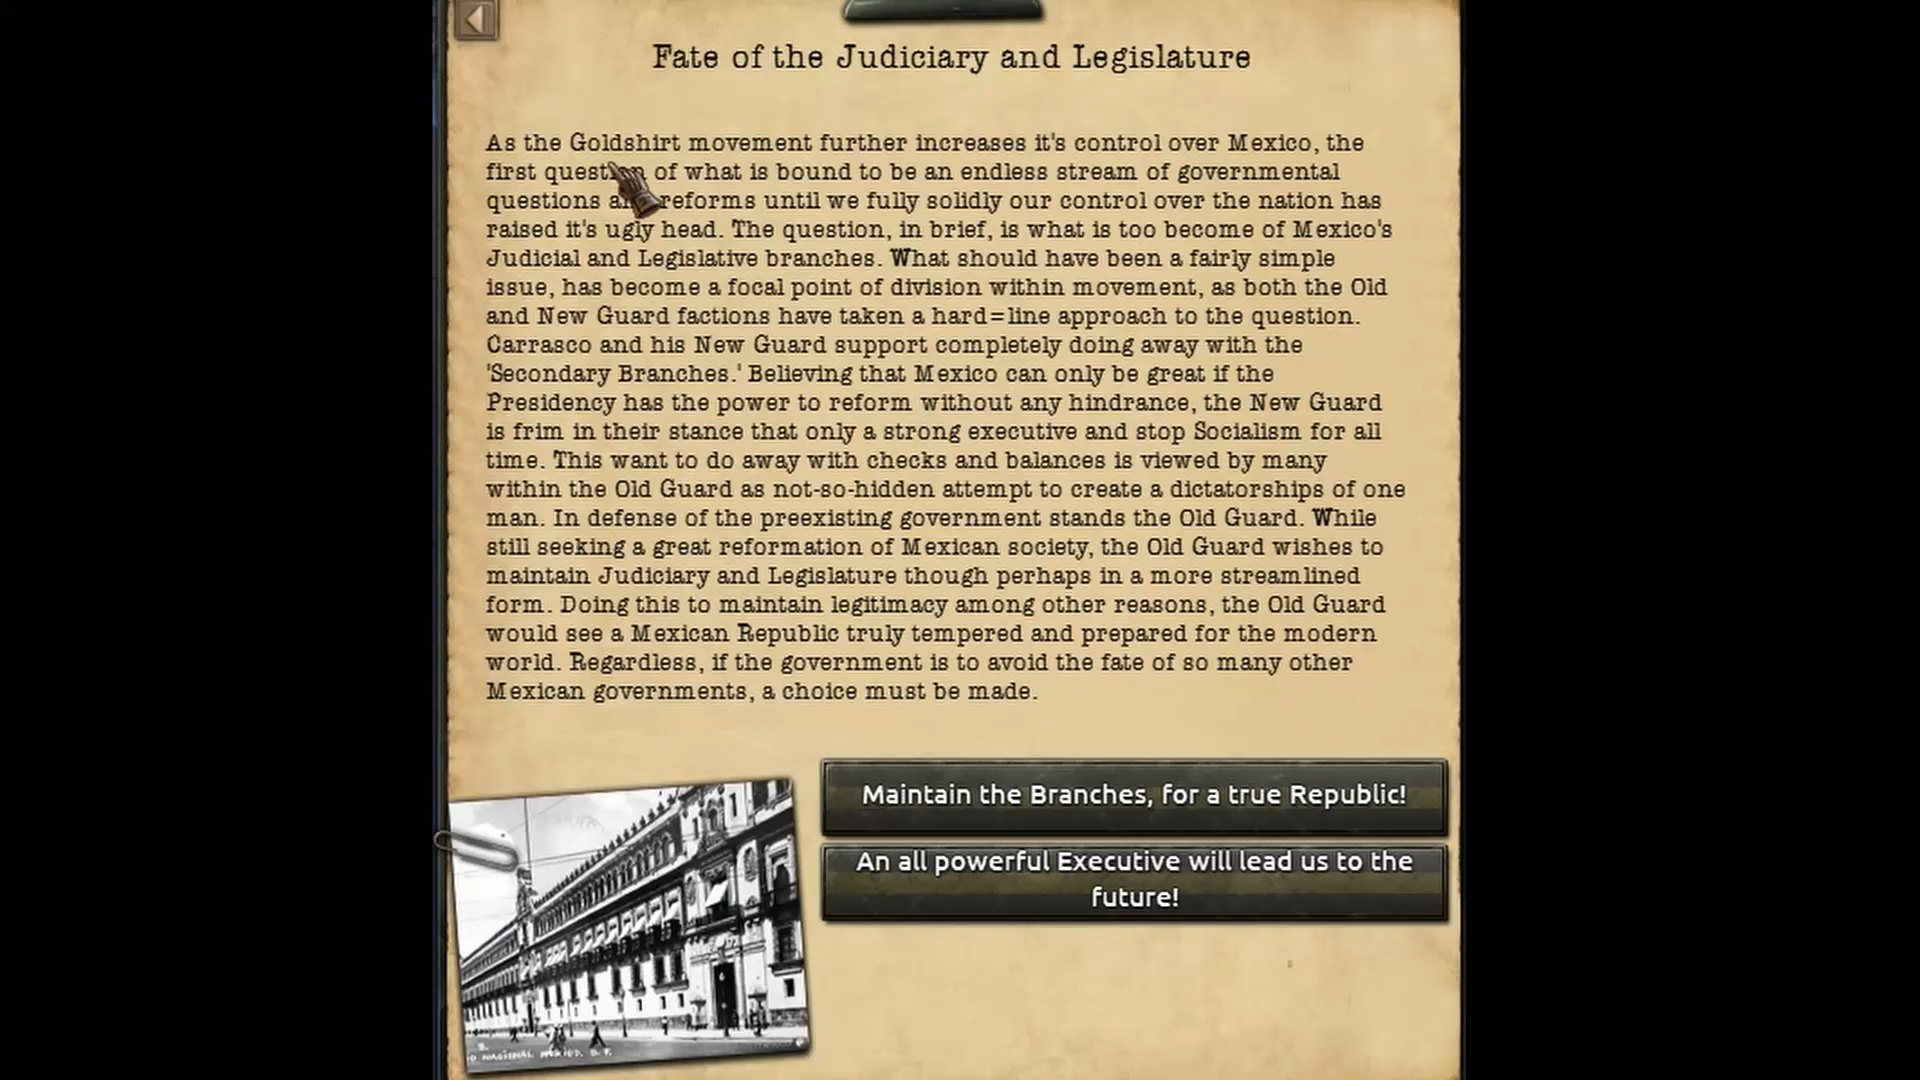 Fate of the Judiciary and Legislature
As the Goldshirt movement further increases it's control over Mexico, the
first question of what is bound to be an endless stream of governmental
questions and reforms until we fully solidly our control over the nation has
raised it's ugly head. The question, in brief, is what is too become of Mexico's
Judicial and Legislative branches. What should have been a fairly simple
issue, has become a focal point of division within movement, as both the Old
and New Guard factions have taken a hard=line approach to the question.
Carrasco and his New Guard support completely doing away with the
'Secondary Branches.' Believing that Mexico can only be great if the
Presidency has the power to reform without any hindrance, the New Guard
is frim in their stance that only a strong executive and stop Socialism for all
time. This want to do away with checks and balances is viewed by many
within the Old Guard as not-so-hidden attempt to create a dictatorships of one
man. In defense of the preexisting government stands the Old Guard. While
still seeking a great reformation of Mexican society, the Old Guard wishes to
maintain Judiciary and Legislature though perhaps in a more streamlined
form. Doing this to maintain legitimacy among other reasons, the Old Guard
would see a Mexican Republic truly tempered and prepared for the modern
world. Regardless, if the government is to avoid the fate of so many other
Mexican governments, a choice must be made.
Maintain the Branches, for a true Republic!
An all powerful Executive will lead us to the
future!
O NACIONAL MEXICO. D. F.